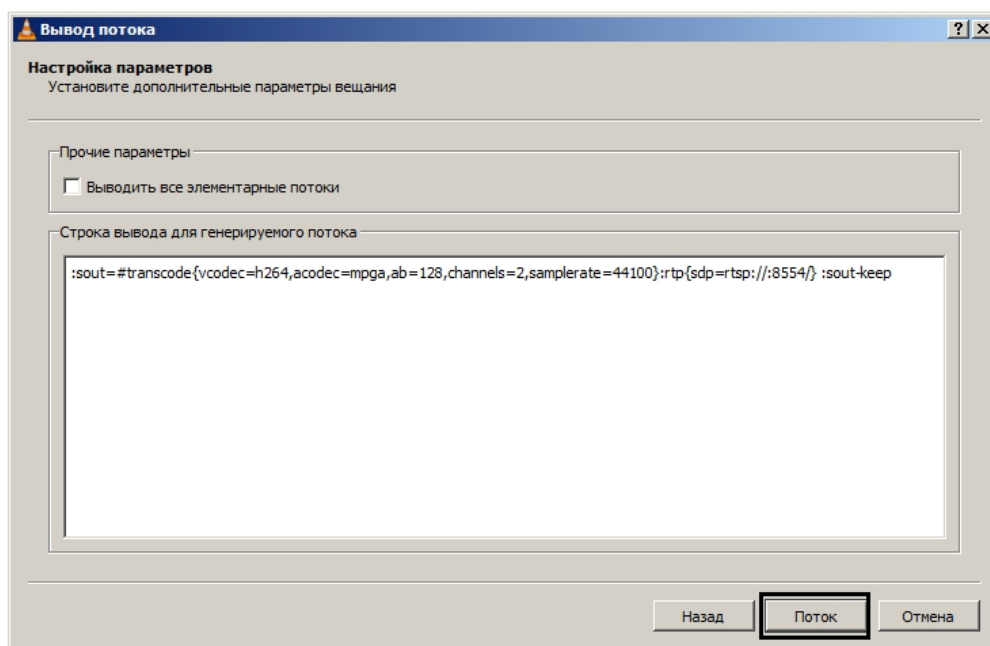 Вывод потока
Настройка параметров
Установите дополнительные параметры вещания
Прочие параметры
Выводить все элементарные потоки
Строка вывода для генерируемого потока
:sout=#transcode{vcodec=h264,acodec=mpga,ab=128,channels=2,samplerate=44100}:rtp{sdp=rtsp://:8554/} :sout-keep
Назад Поток Отмена